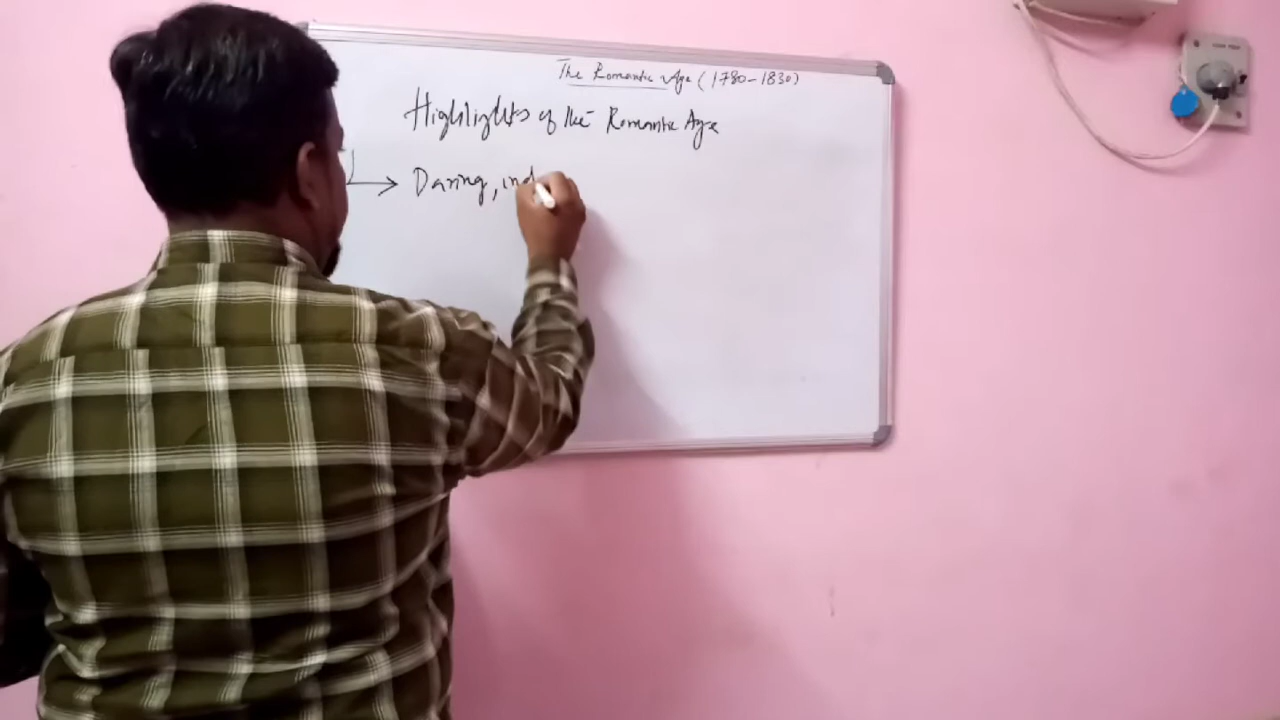 The Romantic Age (1780-1830)
Highlights of the Romantic Age
Daring, ind